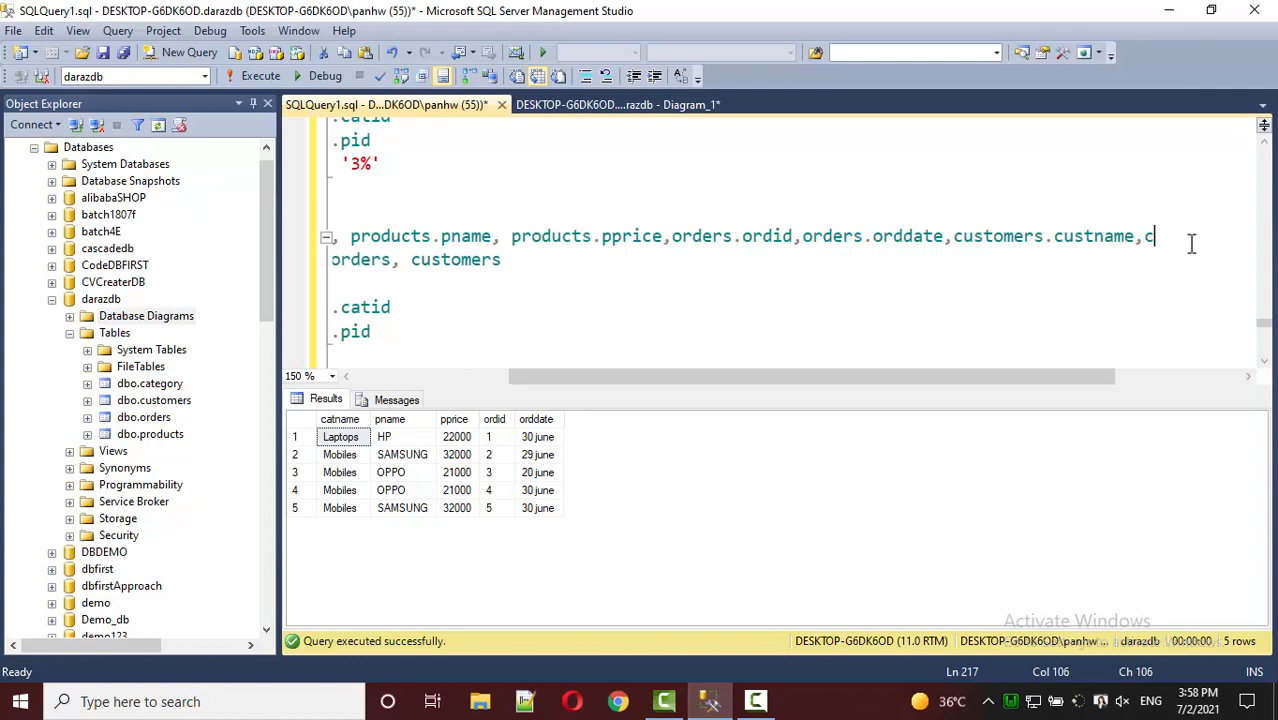 SQLQuery1.sql - DESKTOP-G6DK6OD.darazdb (DESKTOP-G6DK6OD\panhw (55))* - Microsoft SQL Server Management Studio
File Edit View Query Project Debug Tools Window Help
New Query
darazdb Execute Debug
Object Explorer
SQLQuery1.sql - D...DK6OD\panhw (55))* DESKTOP-G6DK6OD....razdb - Diagram_1*
Connect
Databases
System Databases
Database Snapshots
alibabaSHOP
batch1807f
batch4E
cascadedb
CodeDBFIRST
CVCreaterDB
darazdb
Database Diagrams
Tables
System Tables
FileTables
dbo.category
dbo.customers
dbo.orders
dbo.products
Views
Synonyms
Programmability
Service Broker
Storage
Security
DBDEMO
dbfirst
dbfirstApproach
demo
Demo_db
demo123
.catid
.pid
'3%'
, products.pname, products.pprice,orders.ordid,orders.orddate,customers.custname,c
orders, customers
.catid
.pid
150 %
Results Messages
catname pname pprice ordid orddate
1 Laptops HP 22000 1 30 june
2 Mobiles SAMSUNG 32000 2 29 june
3 Mobiles OPPO 21000 3 20 june
4 Mobiles OPPO 21000 4 30 june
5 Mobiles SAMSUNG 32000 5 30 june
Activate Windows
Query executed successfully. DESKTOP-G6DK6OD (11.0 RTM) DESKTOP-G6DK6OD\panhw... darazdb 00:00:00 5 rows
Ready Ln 217 Col 106 Ch 106 INS
Type here to search
36°C ENG
3:58 PM
7/2/2021